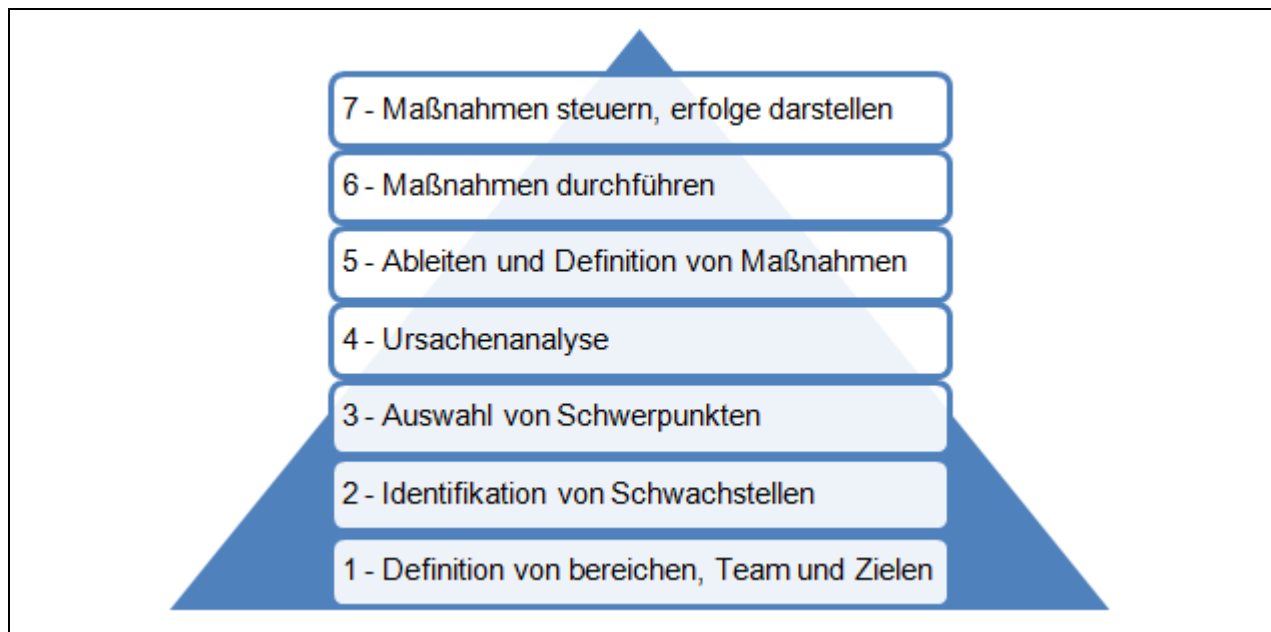 7 - Maßnahmen steuern, erfolge darstellen
6 - Maßnahmen durchführen
5 - Ableiten und Definition von Maßnahmen
4 - Ursachenanalyse
3 - Auswahl von Schwerpunkten
2 - Identifikation von Schwachstellen
1 - Definition von bereichen, Team und Zielen